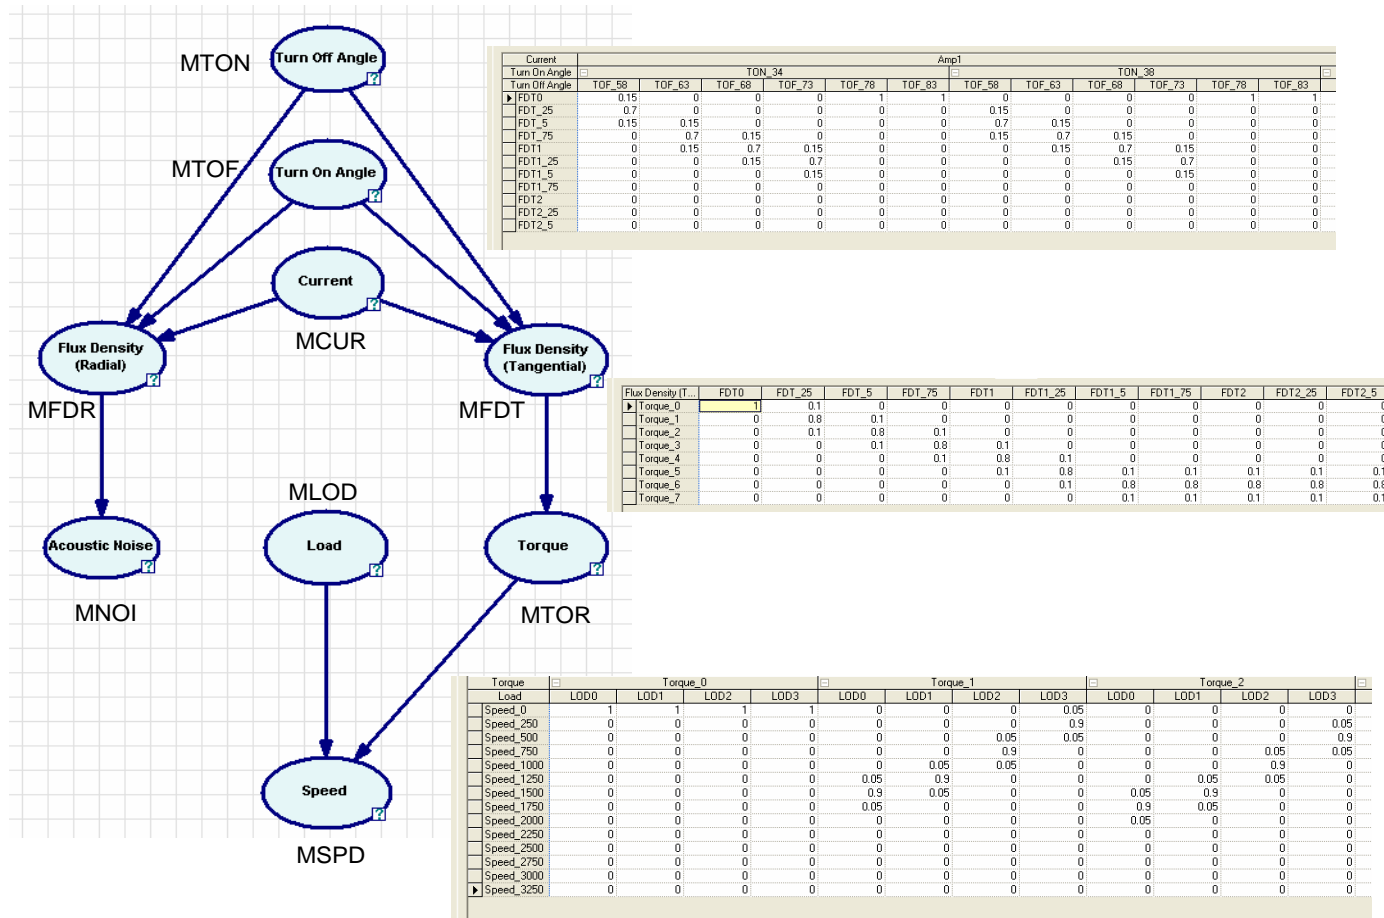 MTON
Turn Off Angle
?
MTOF
Turn On Angle
?
Current
?
MCUR
Flux Density
(Radial)
?
MFDR
Flux Density
(Tangential)
?
MFDT
Acoustic Noise
?
MNOI
MLOD
Load
?
Torque
?
MTOR
Speed
?
MSPD
Current Amp1
Turn On Angle TON_34 TON_38
Turn Off Angle TOF_58 TOF_63 TOF_68 TOF_73 TOF_78 TOF_83 TOF_58 TOF_63 TOF_68 TOF_73 TOF_78 TOF_83
FDT0 0.15 0 0 0 1 1 0 0 0 0 1 1
FDT_25 0.7 0 0 0 0 0 0.15 0 0 0 0 0
FDT_5 0.15 0.15 0 0 0 0 0.7 0.15 0 0 0 0
FDT_75 0 0.7 0.15 0 0 0 0.15 0.7 0.15 0 0 0
FDT1 0 0.15 0.7 0.15 0 0 0 0.15 0.7 0.15 0 0
FDT1_25 0 0 0.15 0.7 0 0 0 0 0.15 0.7 0 0
FDT1_5 0 0 0 0.15 0 0 0 0 0 0.15 0 0
FDT1_75 0 0 0 0 0 0 0 0 0 0 0 0
FDT2 0 0 0 0 0 0 0 0 0 0 0 0
FDT2_25 0 0 0 0 0 0 0 0 0 0 0 0
FDT2_5 0 0 0 0 0 0 0 0 0 0 0 0
Flux Density (T... FDT0 FDT_25 FDT_5 FDT_75 FDT1 FDT1_25 FDT1_5 FDT1_75 FDT2 FDT2_25 FDT2_5
Torque_0 1 0.1 0 0 0 0 0 0 0 0 0
Torque_1 0 0.8 0.1 0 0 0 0 0 0 0 0
Torque_2 0 0.1 0.8 0.1 0 0 0 0 0 0 0
Torque_3 0 0 0.1 0.8 0.1 0 0 0 0 0 0
Torque_4 0 0 0 0.1 0.8 0.1 0 0 0 0 0
Torque_5 0 0 0 0 0.1 0.8 0.1 0.1 0.1 0.1 0.1
Torque_6 0 0 0 0 0 0.1 0.8 0.8 0.8 0.8 0.8
Torque_7 0 0 0 0 0 0 0.1 0.1 0.1 0.1 0.1
Torque Torque_0 Torque_1 Torque_2
Load LOD0 LOD1 LOD2 LOD3 LOD0 LOD1 LOD2 LOD3 LOD0 LOD1 LOD2 LOD3
Speed_0 1 1 1 1 0 0 0 0.05 0 0 0 0
Speed_250 0 0 0 0 0 0 0 0.9 0 0 0 0.05
Speed_500 0 0 0 0 0 0 0.05 0.05 0 0 0 0.9
Speed_750 0 0 0 0 0 0 0.9 0 0 0 0.05 0.05
Speed_1000 0 0 0 0 0 0.05 0.05 0 0 0 0.9 0
Speed_1250 0 0 0 0 0.05 0.9 0 0 0 0.05 0.05 0
Speed_1500 0 0 0 0 0.9 0.05 0 0 0.05 0.9 0 0
Speed_1750 0 0 0 0 0.05 0 0 0 0.9 0.05 0 0
Speed_2000 0 0 0 0 0 0 0 0 0.05 0 0 0
Speed_2250 0 0 0 0 0 0 0 0 0 0 0 0
Speed_2500 0 0 0 0 0 0 0 0 0 0 0 0
Speed_2750 0 0 0 0 0 0 0 0 0 0 0 0
Speed_3000 0 0 0 0 0 0 0 0 0 0 0 0
Speed_3250 0 0 0 0 0 0 0 0 0 0 0 0